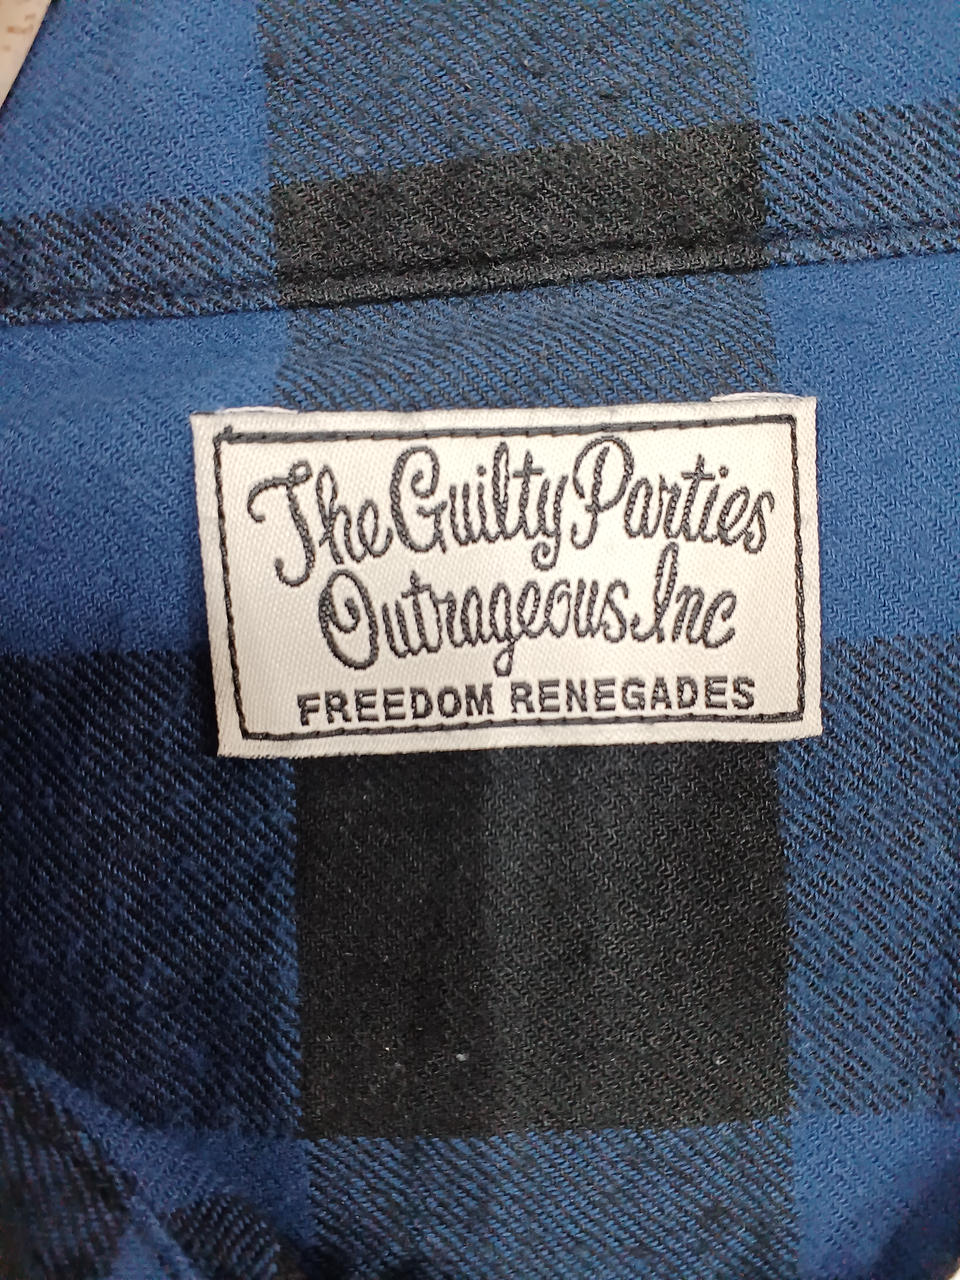 The Guilty Parties
Outrageous. Inc
FREEDOM RENEGADES